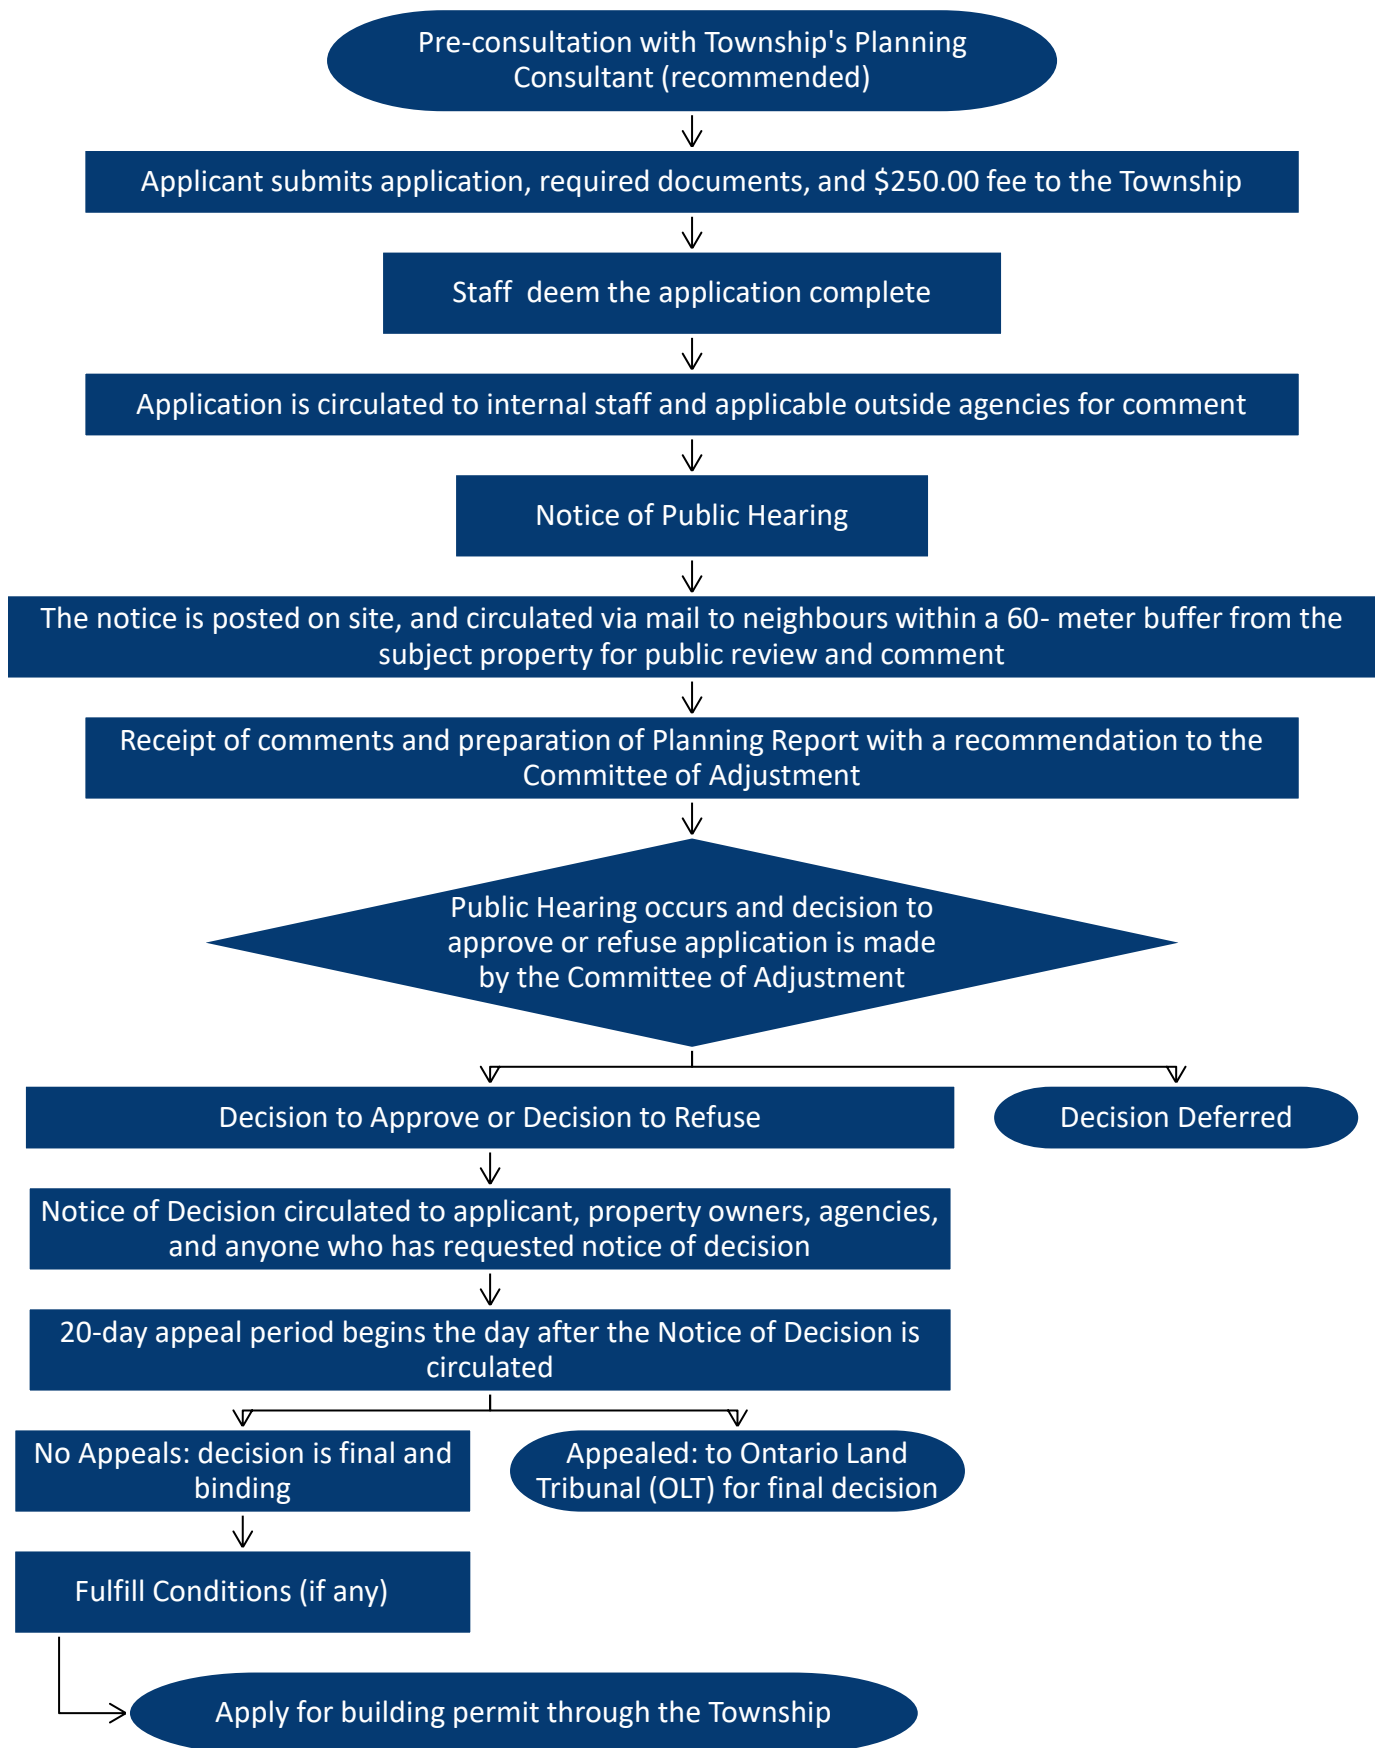 Pre-consultation with Township's Planning
Consultant (recommended)
Applicant submits application, required documents, and $250.00 fee to the Township
Staff  deem the application complete
Application is circulated to internal staff and applicable outside agencies for comment
Notice of Public Hearing
The notice is posted on site, and circulated via mail to neighbours within a 60- meter buffer from the
subject property for public review and comment
Receipt of comments and preparation of Planning Report with a recommendation to the
Committee of Adjustment
Public Hearing occurs and decision to
approve or refuse application is made
by the Committee of Adjustment
Decision to Approve or Decision to Refuse
Decision Deferred
Notice of Decision circulated to applicant, property owners, agencies,
and anyone who has requested notice of decision
20-day appeal period begins the day after the Notice of Decision is
circulated
No Appeals: decision is final and
binding
Appealed: to Ontario Land
Tribunal (OLT) for final decision
Fulfill Conditions (if any)
Apply for building permit through the Township